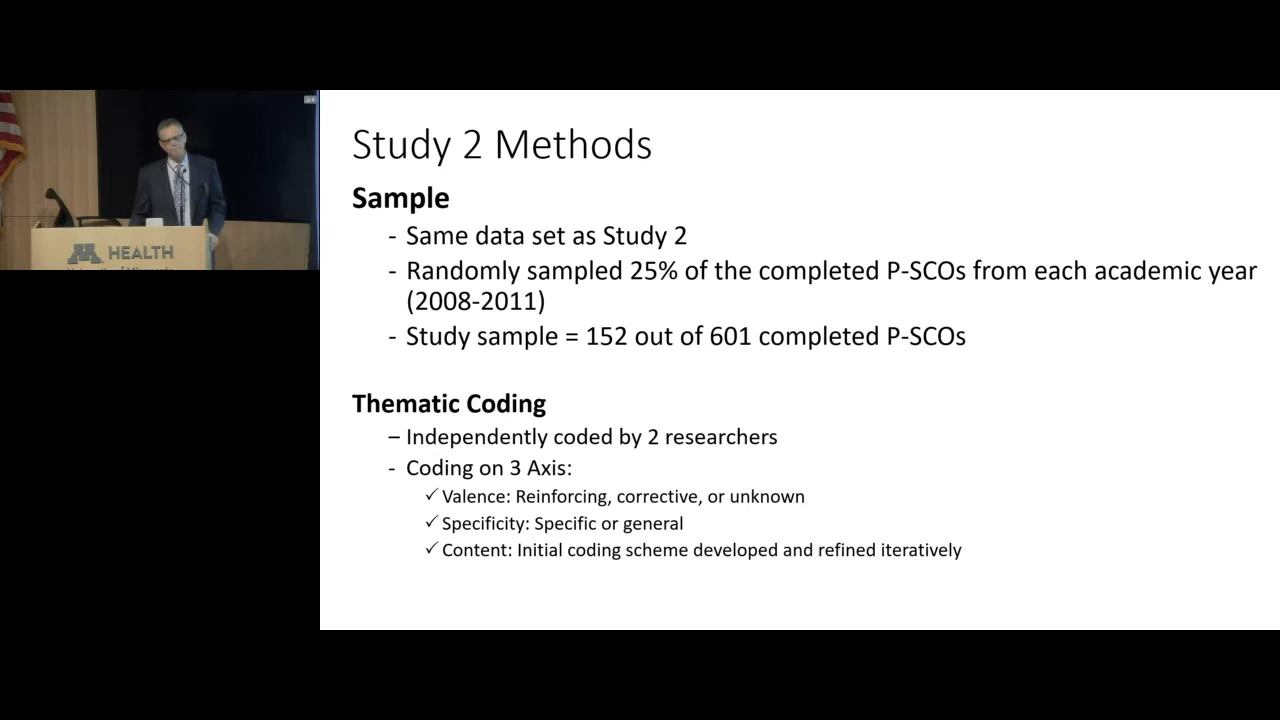 Study 2 Methods
Sample
- Same data set as Study 2
- Randomly sampled 25% of the completed P-SCOs from each academic year
(2008-2011)
- Study sample = 152 out of 601 completed P-SCOs
Thematic Coding
– Independently coded by 2 researchers
- Coding on 3 Axis:
✓ Valence: Reinforcing, corrective, or unknown
✓ Specificity: Specific or general
✓ Content: Initial coding scheme developed and refined iteratively
M HEALTH